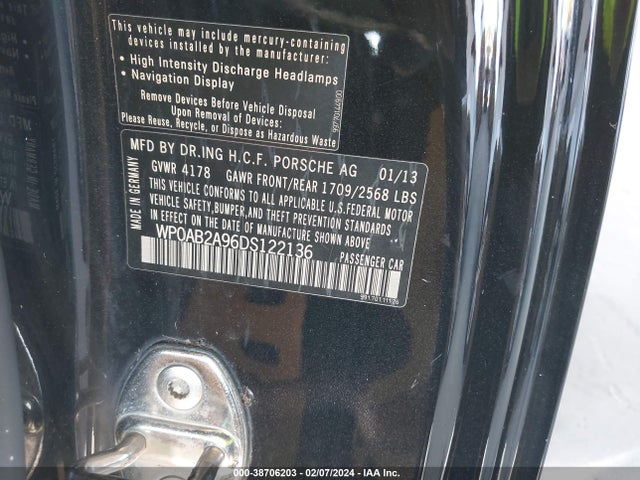 This vehicle may include mercury-containing
devices installed by the manufacturer:
• High Intensity Discharge Headlamps
• Navigation Display
Remove Devices Before Vehicle Disposal
Upon Removal of Devices:
Please Reuse, Recycle, or Dispose as Hazardous Waste
MADE IN GERMANY
MFD BY DR.ING H.C.F. PORSCHE AG 01/13
GVWR 4178 GAWR FRONT/REAR 1709/2568 LBS
THIS VEHICLE CONFORMS TO ALL APPLICABLE U.S.FEDERAL MOTOR
VEHICLE SAFETY,BUMPER,AND THEFT PREVENTION STANDARDS
IN EFFECT ON THE DATE OF MANUFACTURE SHOWN ABOVE
WP0AB2A96DS122136
PASSENGER CAR
000-38706203 - 02/07/2024 - IAA Inc.